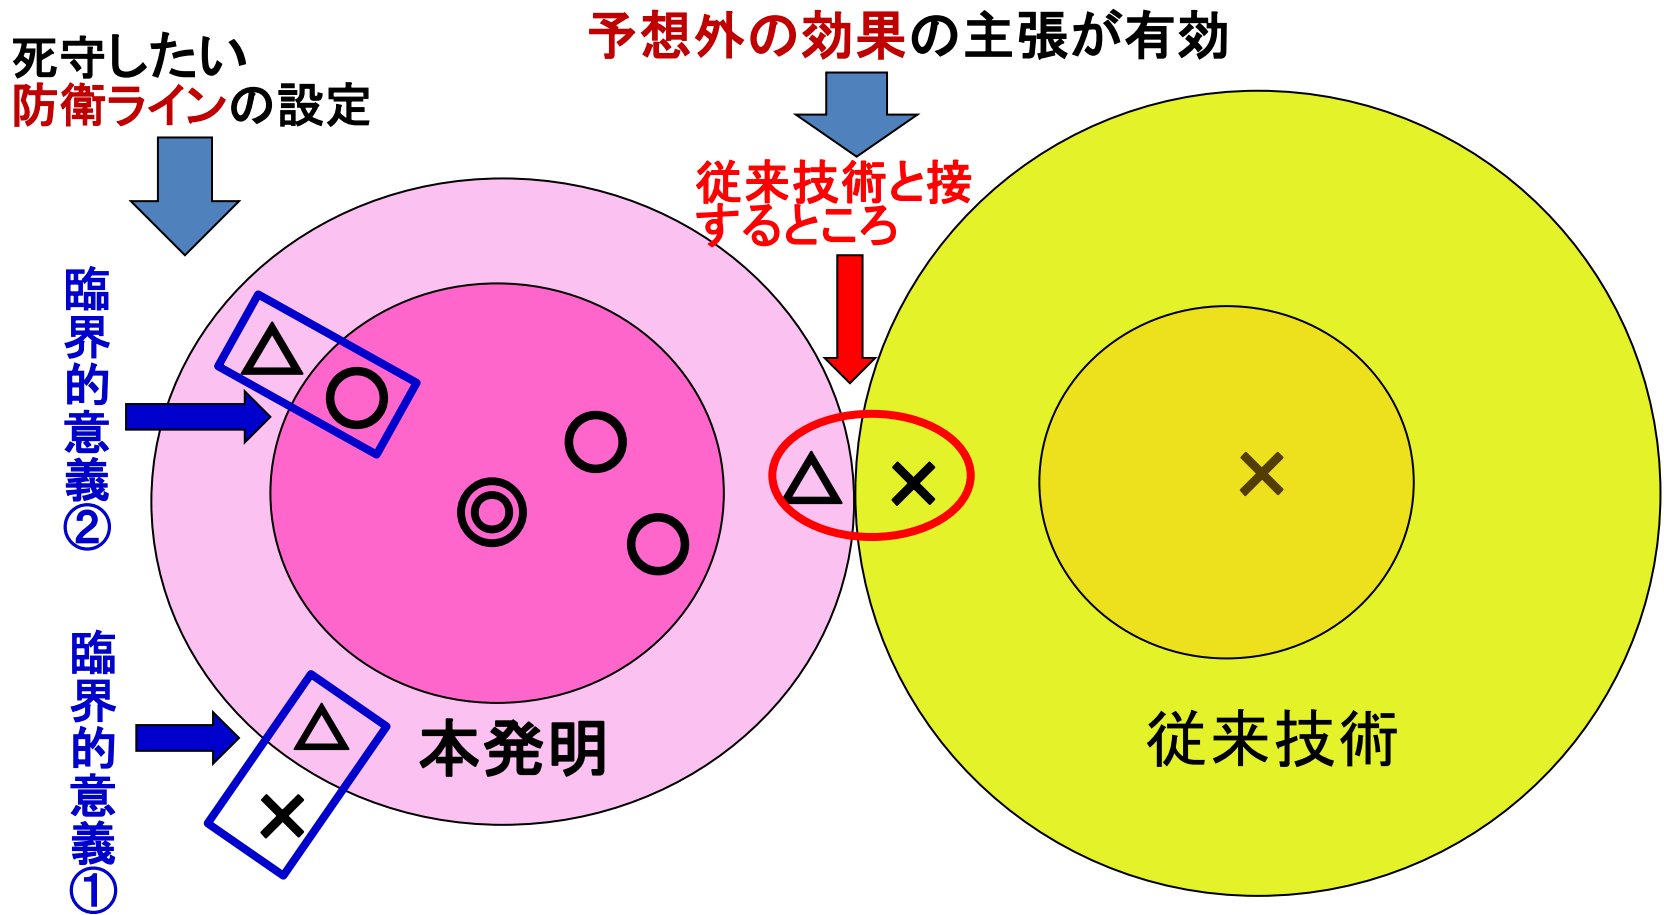 死守したい
防衛ラインの設定
予想外の効果の主張が有効
従来技術と接
するところ
臨界的意義②
臨界的意義①
本発明
従来技術